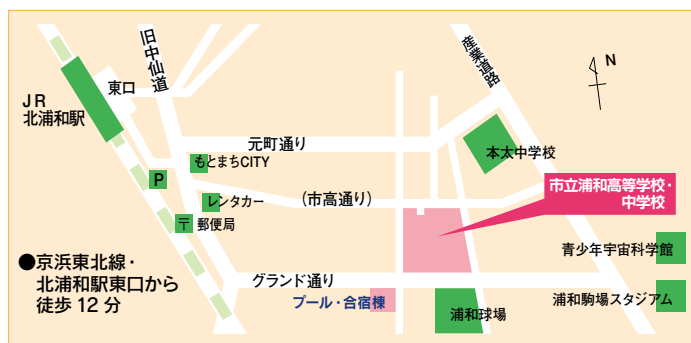 旧中仙道
産業道路
N
東口
JR
北浦和駅
元町通り
本太中学校
もとまちCITY
P
市立浦和高等学校・
中学校
レンタカー
(市高通り)
〒 郵便局
青少年宇宙科学館
●京浜東北線・
北浦和駅東口から
徒歩 12 分
グランド通り
プール・合宿棟
浦和球場
浦和駒場スタジアム